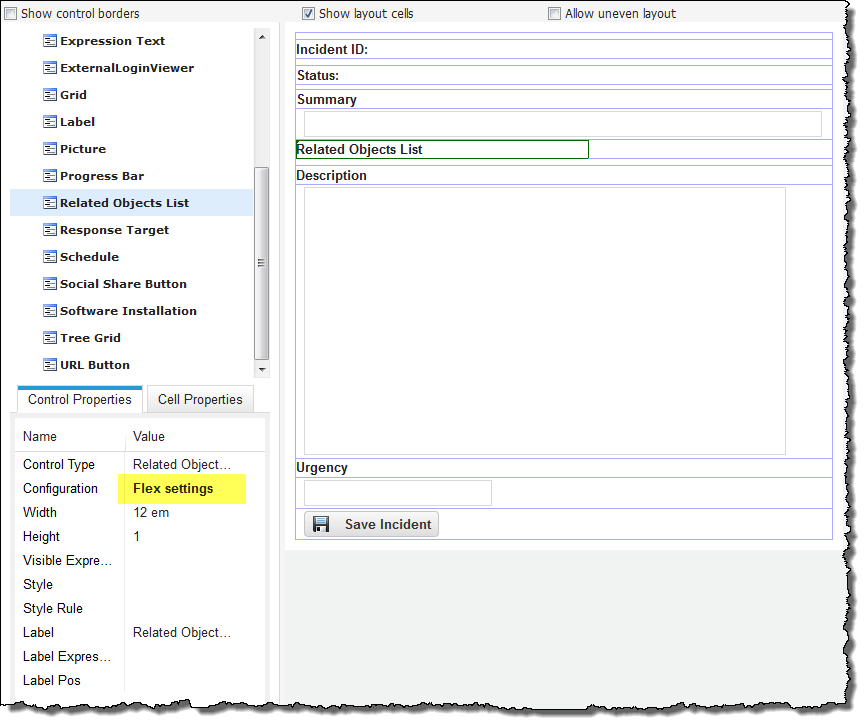 Show control borders Show layout cells Allow uneven layout
Expression Text
ExternalLoginViewer
Grid
Label
Picture
Progress Bar
Related Objects List
Response Target
Schedule
Social Share Button
Software Installation
Tree Grid
URL Button
Control Properties Cell Properties
Name Value
Control Type Related Object...
Configuration Flex settings
Width 12 em
Height 1
Visible Expre...
Style
Style Rule
Label Related Object...
Label Expres...
Label Pos
Incident ID:
Status:
Summary
Related Objects List
Description
Urgency
Save Incident